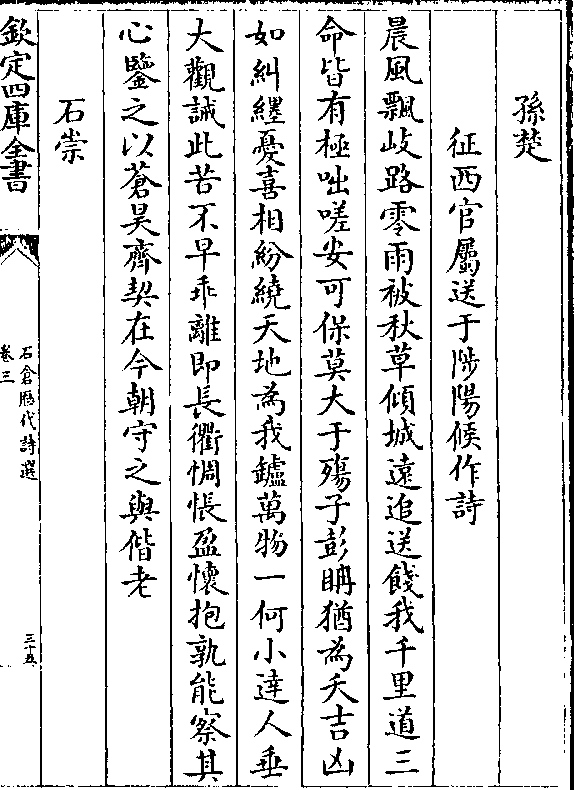 孫楚
征西官屬送于陟陽候作詩
晨風飄岐路零雨被秋草傾城遠追送餞我千里道三
命皆有極咄嗟安可保莫大于殤子彭聃猶為夭吉凶
如糾纆憂喜相紛繞天地為我鑪萬物一何小達人垂
大觀誡此苦不早乖離即長衢惆悵盈懷抱孰能察其
心鑒之以蒼昊齊契在今朝守之與偕老
石崇
欽定四庫全書
石倉歷代詩選
卷三
三十五